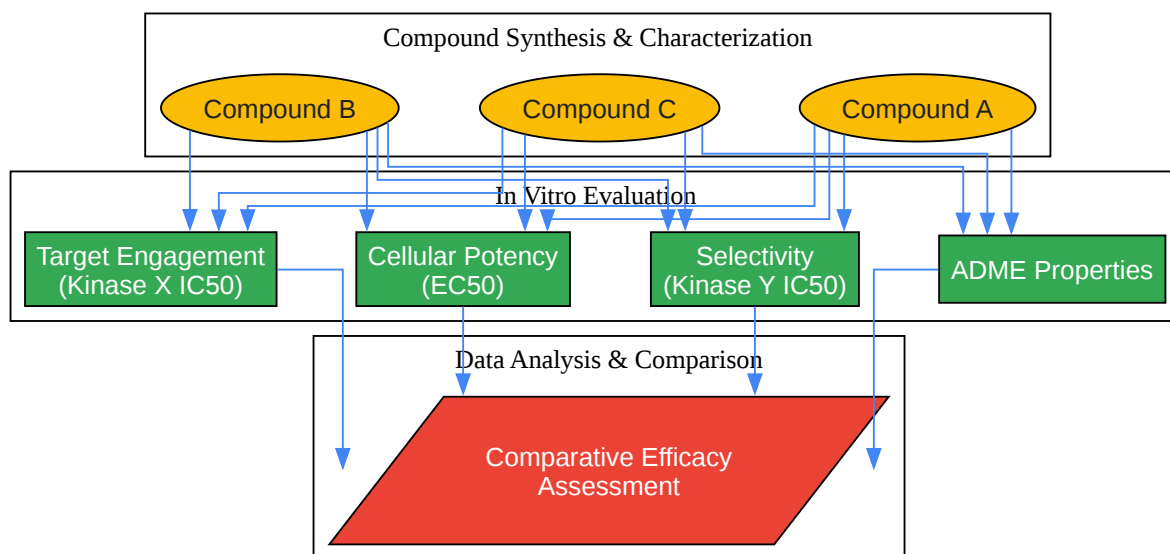 Compound Synthesis & Characterization
Compound B
Compound C
Compound A
In Vitro Evaluation
Target Engagement
(Kinase X IC50)
Cellular Potency
(EC50)
Selectivity
(Kinase Y IC50)
ADME Properties
Data Analysis & Comparison
Comparative Efficacy
Assessment